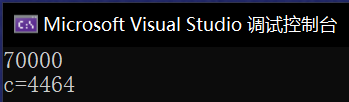 C:\ Microsoft Visual Studio 调试控制台
70000
c=4464